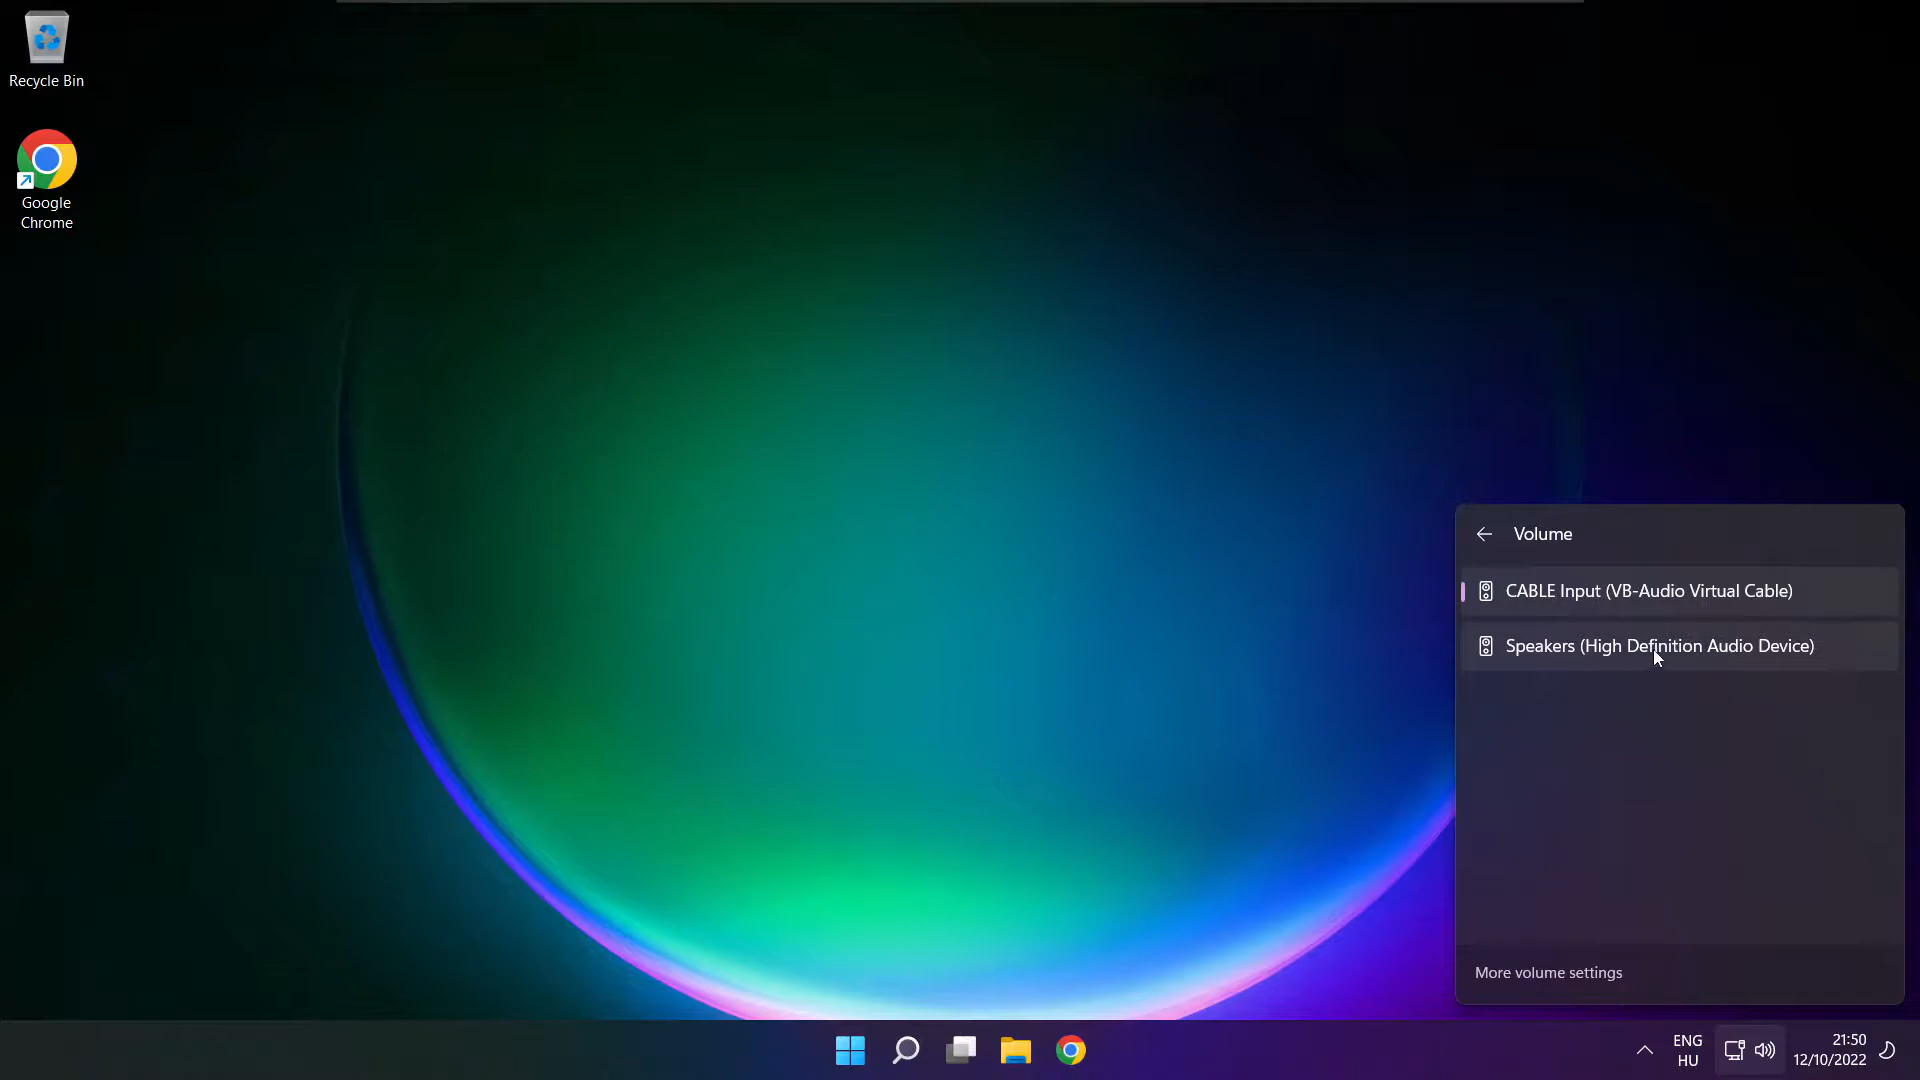 Recycle Bin
Google
Chrome
Volume
CABLE Input (VB-Audio Virtual Cable)
Speakers (High Definition Audio Device)
More volume settings
ENG
HU
21:50
12/10/2022